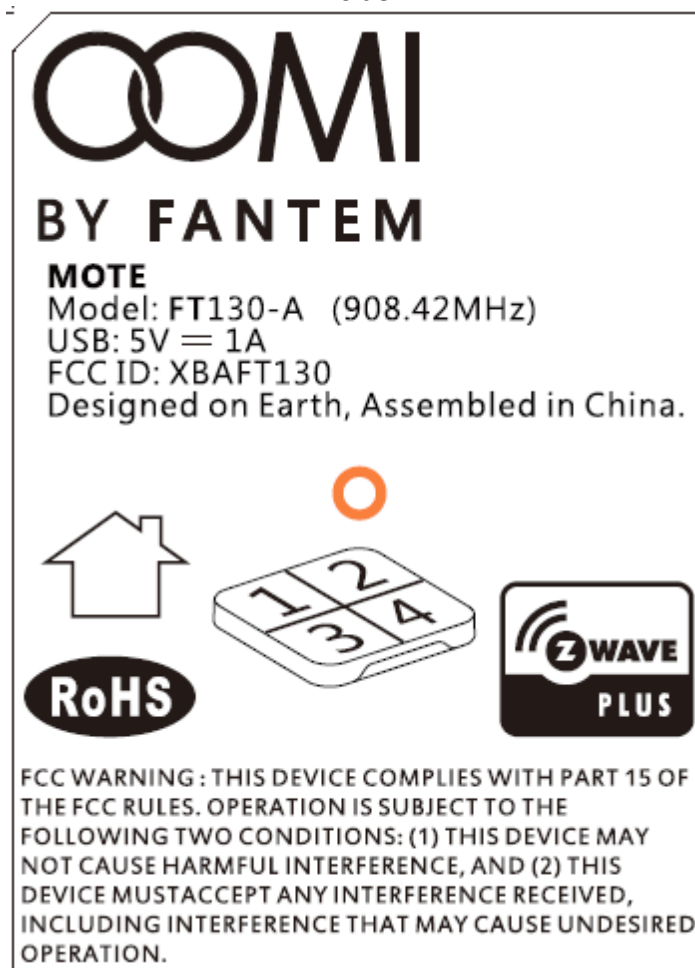 OOMI
BY FANTEM
MOTE
Model: FT130-A (908.42MHz)
USB: 5V ⎓ 1A
FCC ID: XBAFT130
Designed on Earth, Assembled in China.
1 2
3 4
RoHS
Z WAVE
PLUS
FCC WARNING : THIS DEVICE COMPLIES WITH PART 15 OF
THE FCC RULES. OPERATION IS SUBJECT TO THE
FOLLOWING TWO CONDITIONS: (1) THIS DEVICE MAY
NOT CAUSE HARMFUL INTERFERENCE, AND (2) THIS
DEVICE MUSTACCEPT ANY INTERFERENCE RECEIVED,
INCLUDING INTERFERENCE THAT MAY CAUSE UNDESIRED
OPERATION.